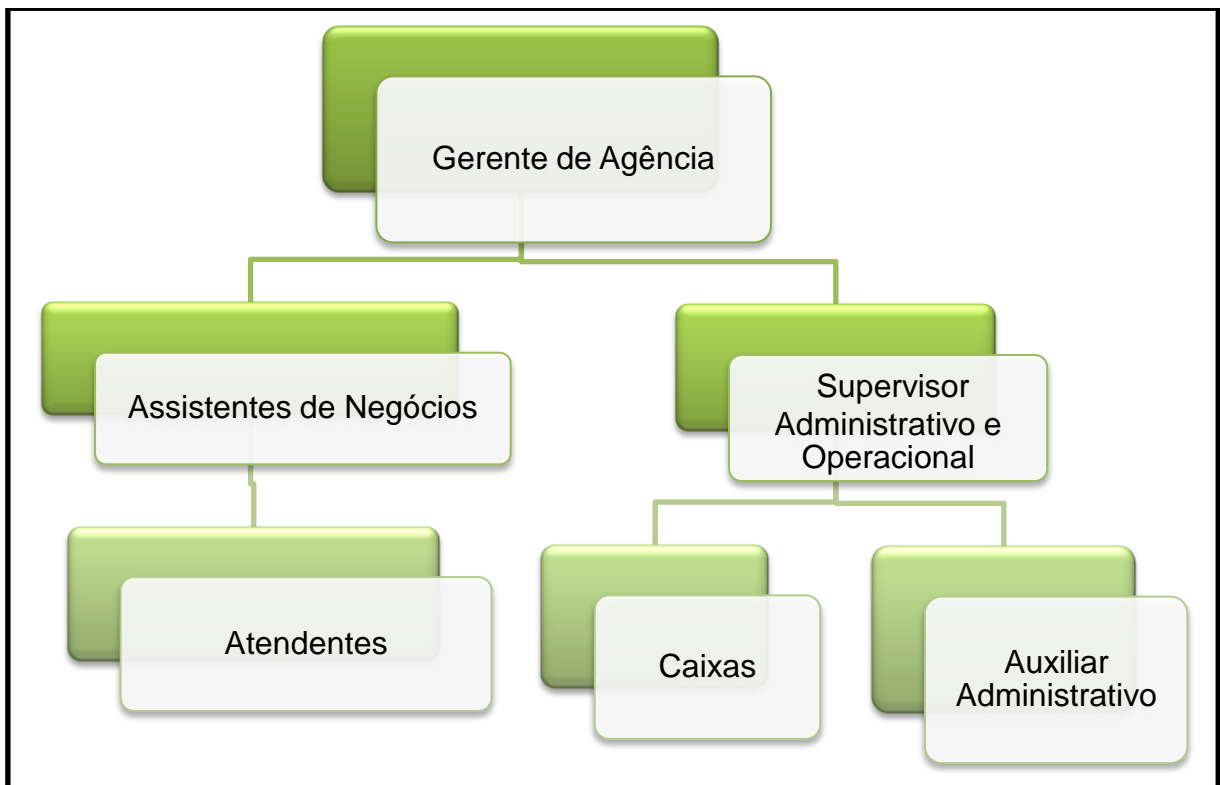 Gerente de Agência
Assistentes de Negócios
Supervisor
Administrativo e
Operacional
Atendentes
Caixas
Auxiliar
Administrativo